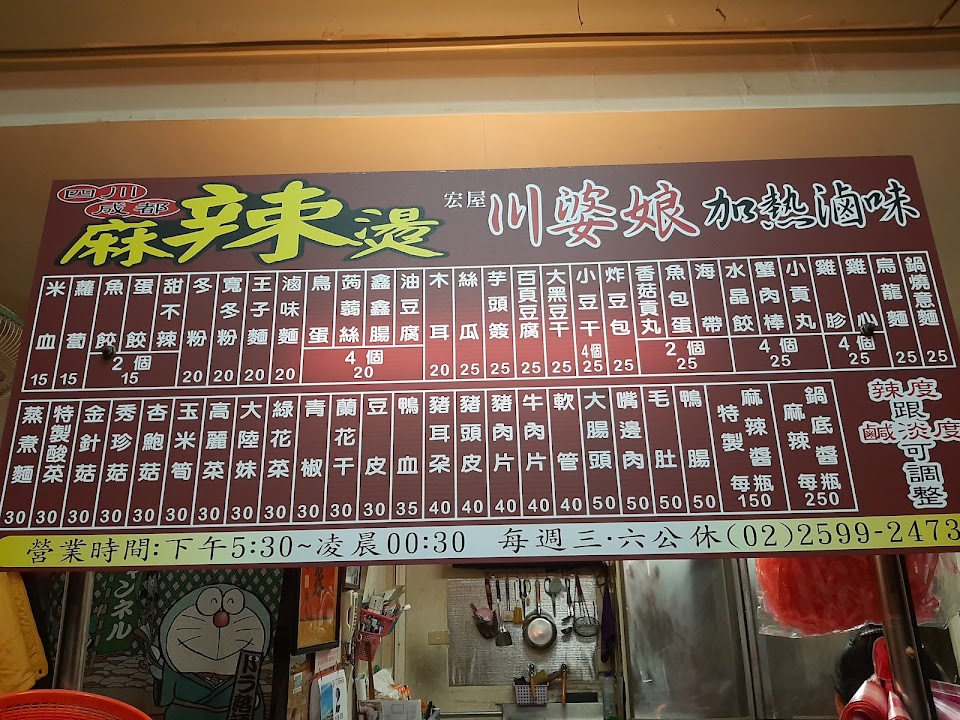 四川
成都
麻辣燙
宏屋
川婆娘
加熱滷味
米血 15
蘿蔔 15
魚餃
蛋餃
甜不辣
2個
15
冬粉 20
寬冬粉 20
王子麵 20
滷味麵 20
鳥蛋
蒟蒻絲
鑫鑫腸
油豆腐
4個
20
木耳 20
絲瓜 25
芋頭簽 25
百頁豆腐 25
大黑豆干 25
小豆干 4個 25
炸豆包 25
香菇貢丸
魚包蛋
海帶
2個
25
水晶餃
蟹肉棒
小貢丸
4個
25
雞胗
雞心
4個
25
烏龍麵 25
鍋燒意麵 25
蒸煮麵 30
特製酸菜 30
金針菇 30
秀珍菇 30
杏鮑菇 30
玉米筍 30
高麗菜 30
大陸妹 30
綠花菜 30
青椒 30
蘭花干 30
豆皮 30
鴨血 35
豬耳朵 40
豬頭皮 40
豬肉片 40
牛肉片 40
軟管 40
大腸頭 50
嘴邊肉 50
毛肚 50
鴨腸 50
特製
麻辣醬
每瓶
150
麻辣
鍋底醬
每瓶
250
辣度
跟
鹹淡度
可調整
營業時間:下午5:30~凌晨00:30 每週三·六公休(02)2599-2473
ンネル
ドラ